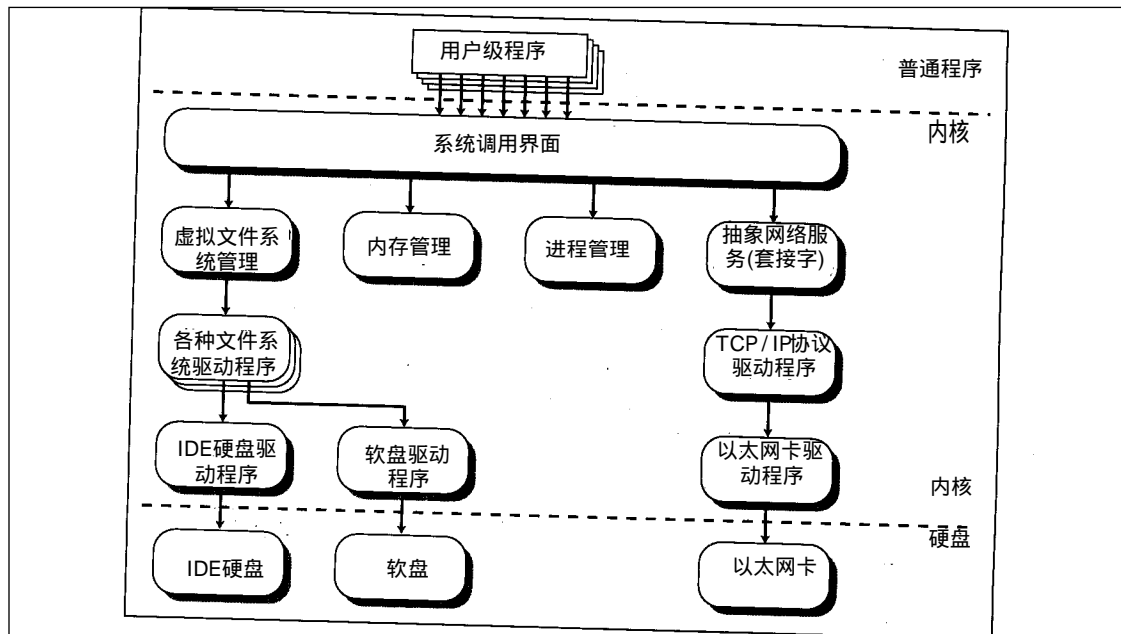 用户级程序
普通程序
内核
系统调用界面
虚拟文件系
统管理
内存管理
进程管理
抽象网络服
务(套接字)
各种文件系
统驱动程序
TCP / IP协议
驱动程序
IDE硬盘驱
动程序
软盘驱动
程序
以太网卡驱
动程序
内核
硬盘
IDE硬盘
软盘
以太网卡